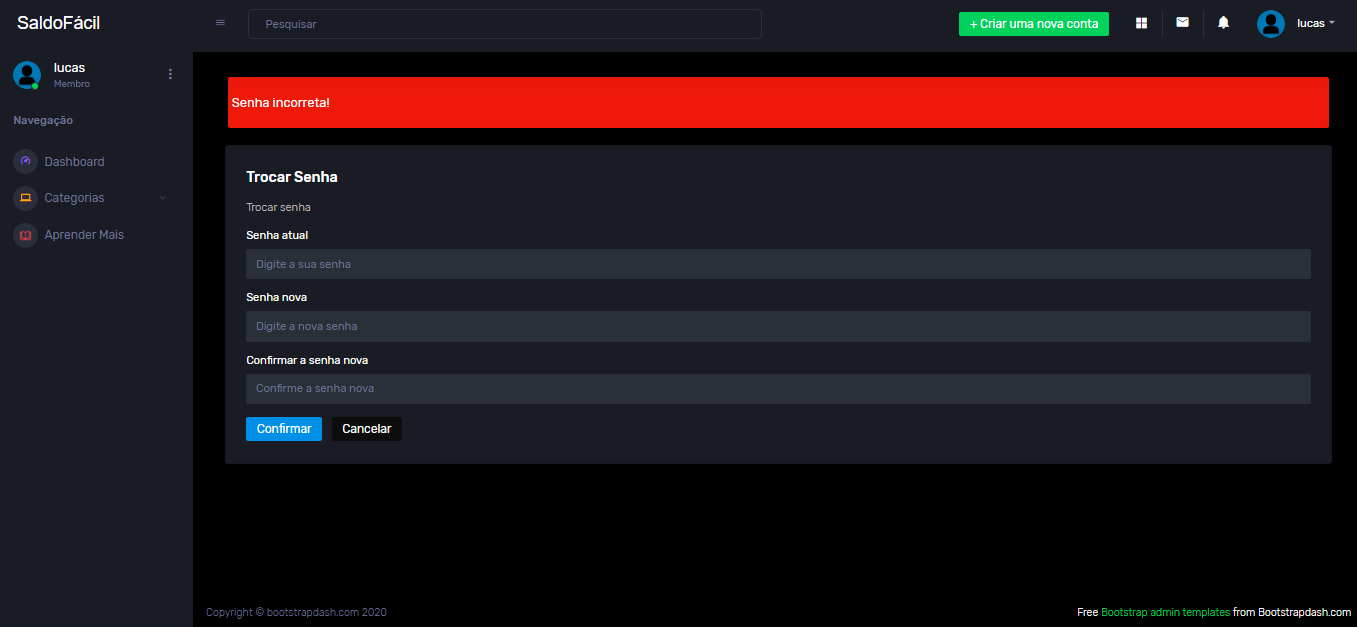 SaldoFácil
Pesquisar
+ Criar uma nova conta
lucas
lucas
Membro
Navegação
Dashboard
Categorias
Aprender Mais
Senha incorreta!
Trocar Senha
Trocar senha
Senha atual
Digite a sua senha
Senha nova
Digite a nova senha
Confirmar a senha nova
Confirme a senha nova
Confirmar
Cancelar
Copyright © bootstrapdash.com 2020
Free Bootstrap admin templates from Bootstrapdash.com